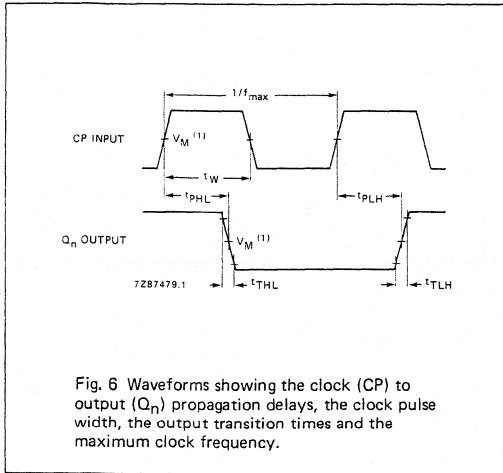 1/fmax
CP INPUT
VM (1)
tW
tPHL
tPLH
Qn OUTPUT
VM (1)
7Z87479.1
tTHL
tTLH
Fig. 6 Waveforms showing the clock (CP) to
output (Qn) propagation delays, the clock pulse
width, the output transition times and the
maximum clock frequency.